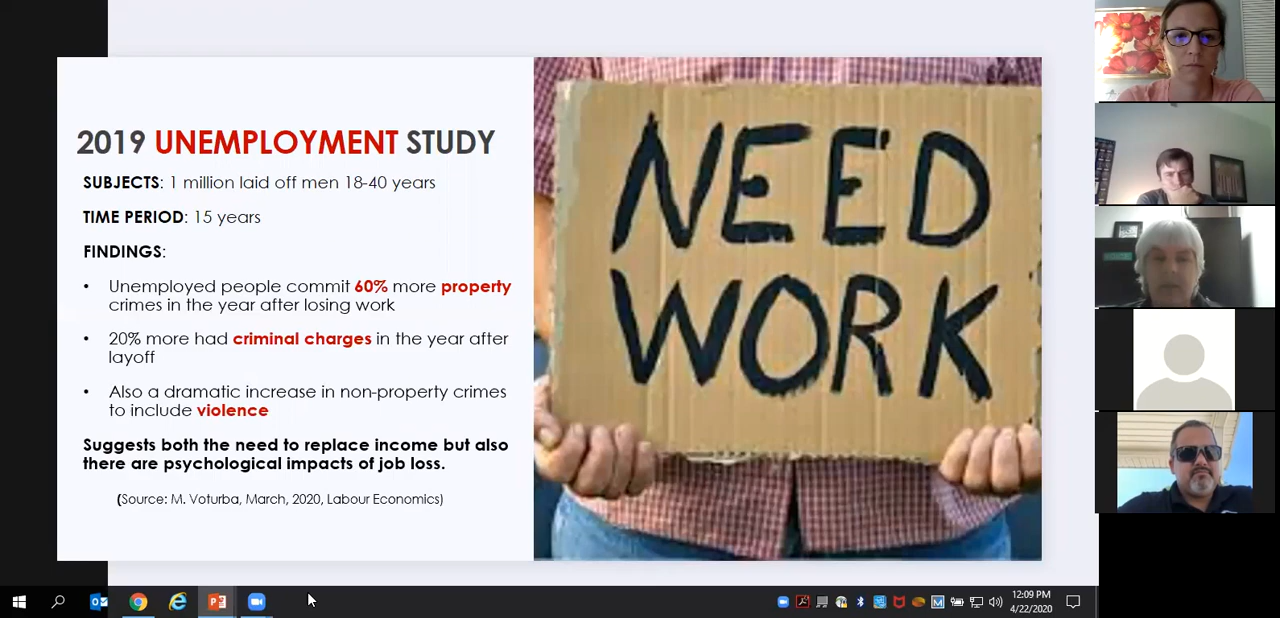 2019 UNEMPLOYMENT STUDY
SUBJECTS: 1 million laid off men 18-40 years
TIME PERIOD: 15 years
FINDINGS:
• Unemployed people commit 60% more property
crimes in the year after losing work
• 20% more had criminal charges in the year after
layoff
• Also a dramatic increase in non-property crimes
to include violence
Suggests both the need to replace income but also
there are psychological impacts of job loss.
(Source: M. Voturba, March, 2020, Labour Economics)
NEED
WORK
12:09 PM
4/22/2020